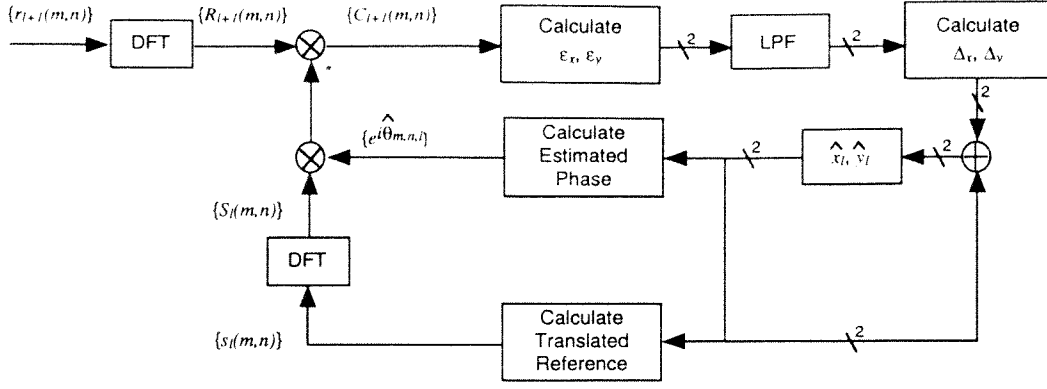 {r_{l+1}(m,n)}
{R_{l+1}(m,n)}
{C_{l+1}(m,n)}
DFT
*
Calculate
ε_x, ε_y
2
LPF
2
Calculate
Δ_x, Δ_y
2
{e^{iθ̂_{m,n,l}}}
Calculate
Estimated
Phase
2
x̂_l, ŷ_l
2
{S_l(m,n)}
DFT
{s_l(m,n)}
Calculate
Translated
Reference
2